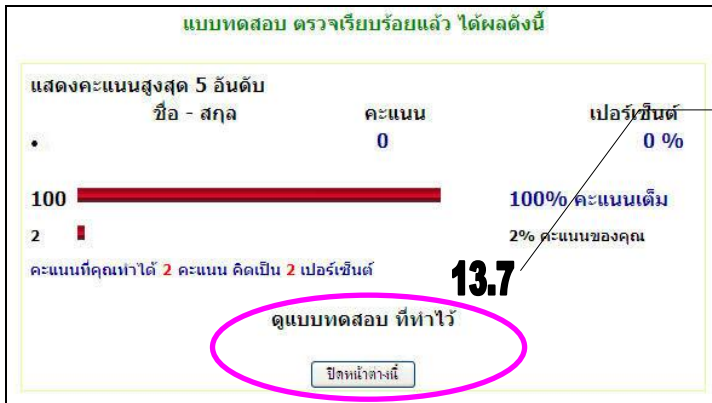 แบบทดสอบ ตรวจเรียบร้อยแล้ว ได้ผลดังนี้
แสดงคะแนนสูงสุด 5 อันดับ
ชื่อ - สกุล คะแนน เปอร์เซ็นต์
• 0 0 %
100 100% คะแนนเต็ม
2 2% คะแนนของคุณ
คะแนนที่คุณทำได้ 2 คะแนน คิดเป็น 2 เปอร์เซ็นต์
13.7
ดูแบบทดสอบ ที่ทำไว้
ปิดหน้าต่างนี้